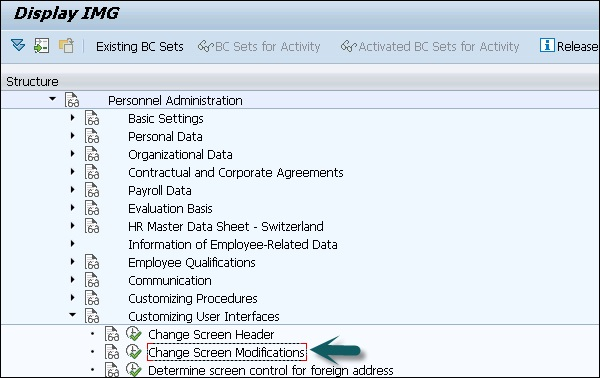 Display IMG
Existing BC Sets BC Sets for Activity Activated BC Sets for Activity Release
Structure
Personnel Administration
Basic Settings
Personal Data
Organizational Data
Contractual and Corporate Agreements
Payroll Data
Evaluation Basis
HR Master Data Sheet - Switzerland
Information of Employee-Related Data
Employee Qualifications
Communication
Customizing Procedures
Customizing User Interfaces
Change Screen Header
Change Screen Modifications
Determine screen control for foreign address